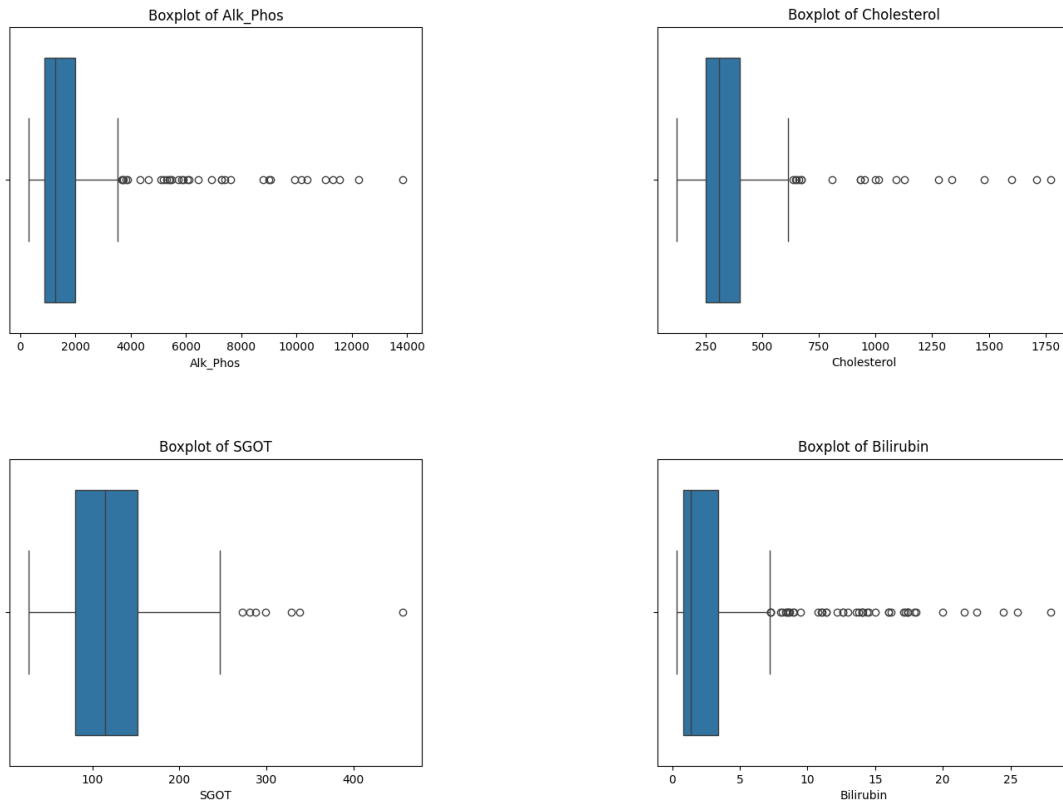 Boxplot of Alk_Phos
0 2000 4000 6000 8000 10000 12000 14000
Alk_Phos
Boxplot of Cholesterol
250 500 750 1000 1250 1500 1750
Cholesterol
Boxplot of SGOT
100 200 300 400
SGOT
Boxplot of Bilirubin
0 5 10 15 20 25
Bilirubin